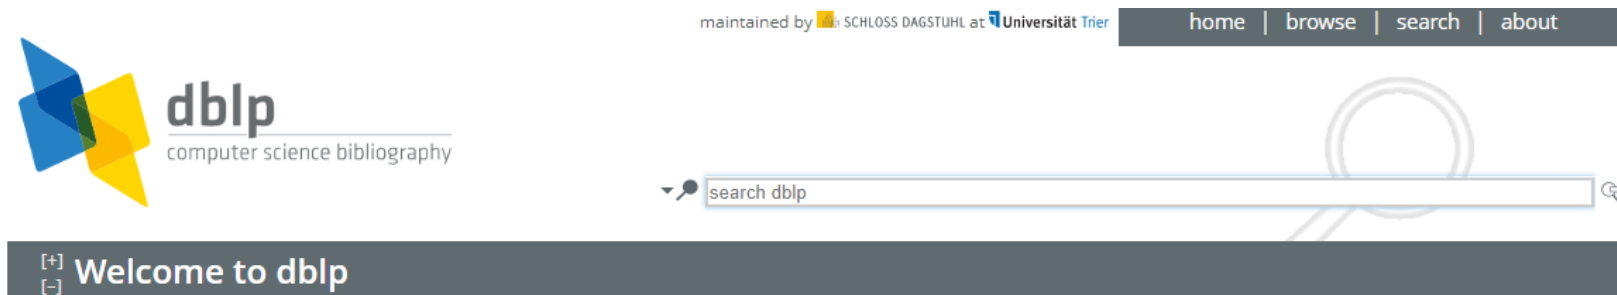 maintained by SCHLOSS DAGSTUHL at Universität Trier
home | browse | search | about
dblp
computer science bibliography
search dblp
[+]
[-]
Welcome to dblp